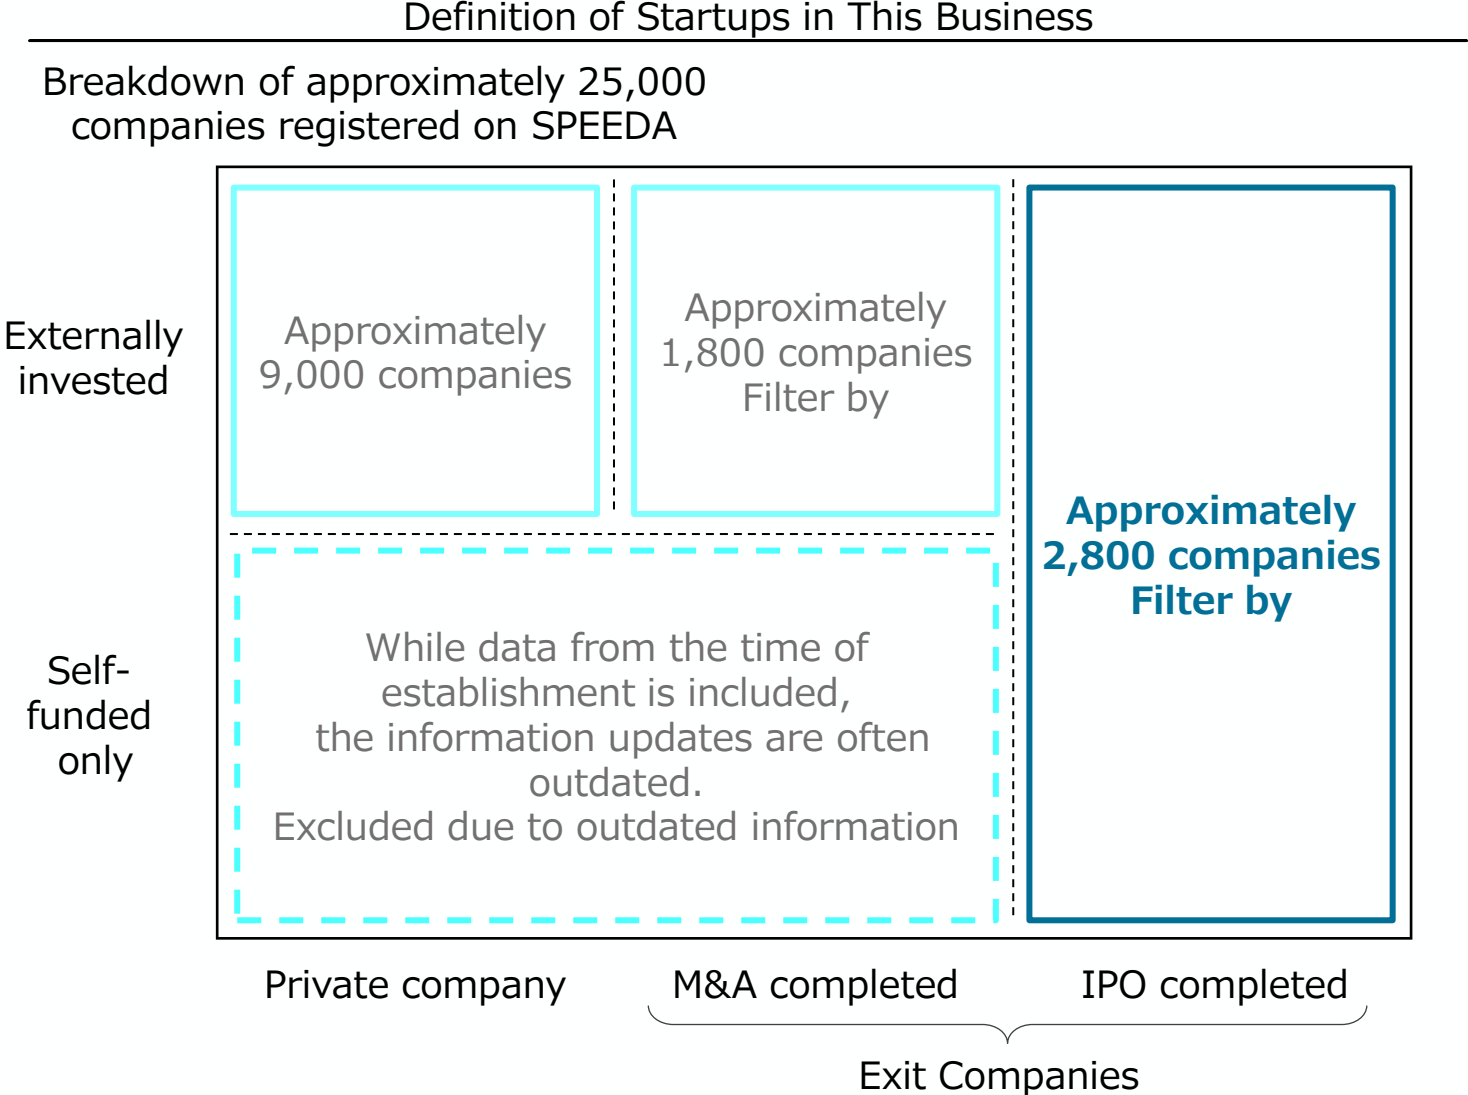 Definition of Startups in This Business
Breakdown of approximately 25,000
companies registered on SPEEDA
Externally
invested
Approximately
9,000 companies
Approximately
1,800 companies
Filter by
Approximately
2,800 companies
Filter by
Self-
funded
only
While data from the time of
establishment is included,
the information updates are often
outdated.
Excluded due to outdated information
Private company
M&A completed
IPO completed
Exit Companies